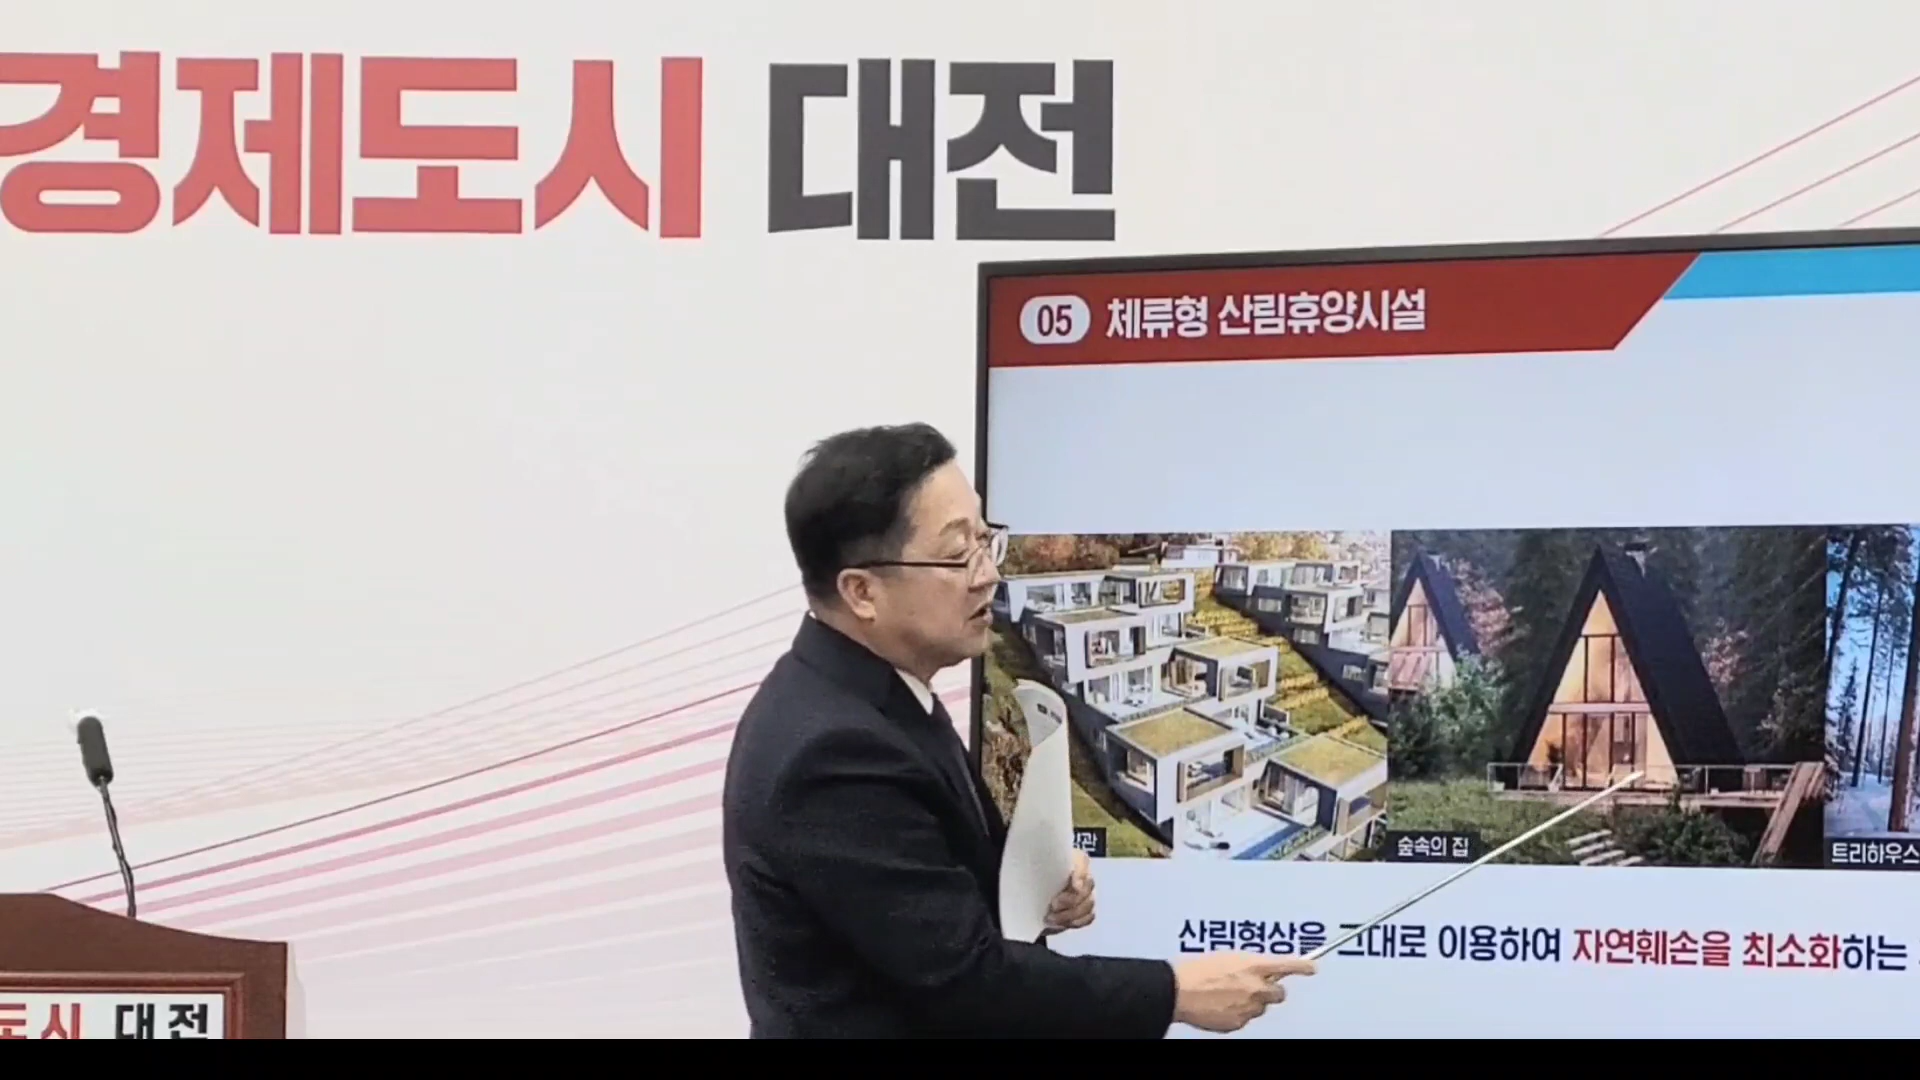 경제도시 대전
05 체류형 산림휴양시설
숲속의 집
트리하우스
산림형상을 그대로 이용하여 자연훼손을 최소화하는
도시 대전